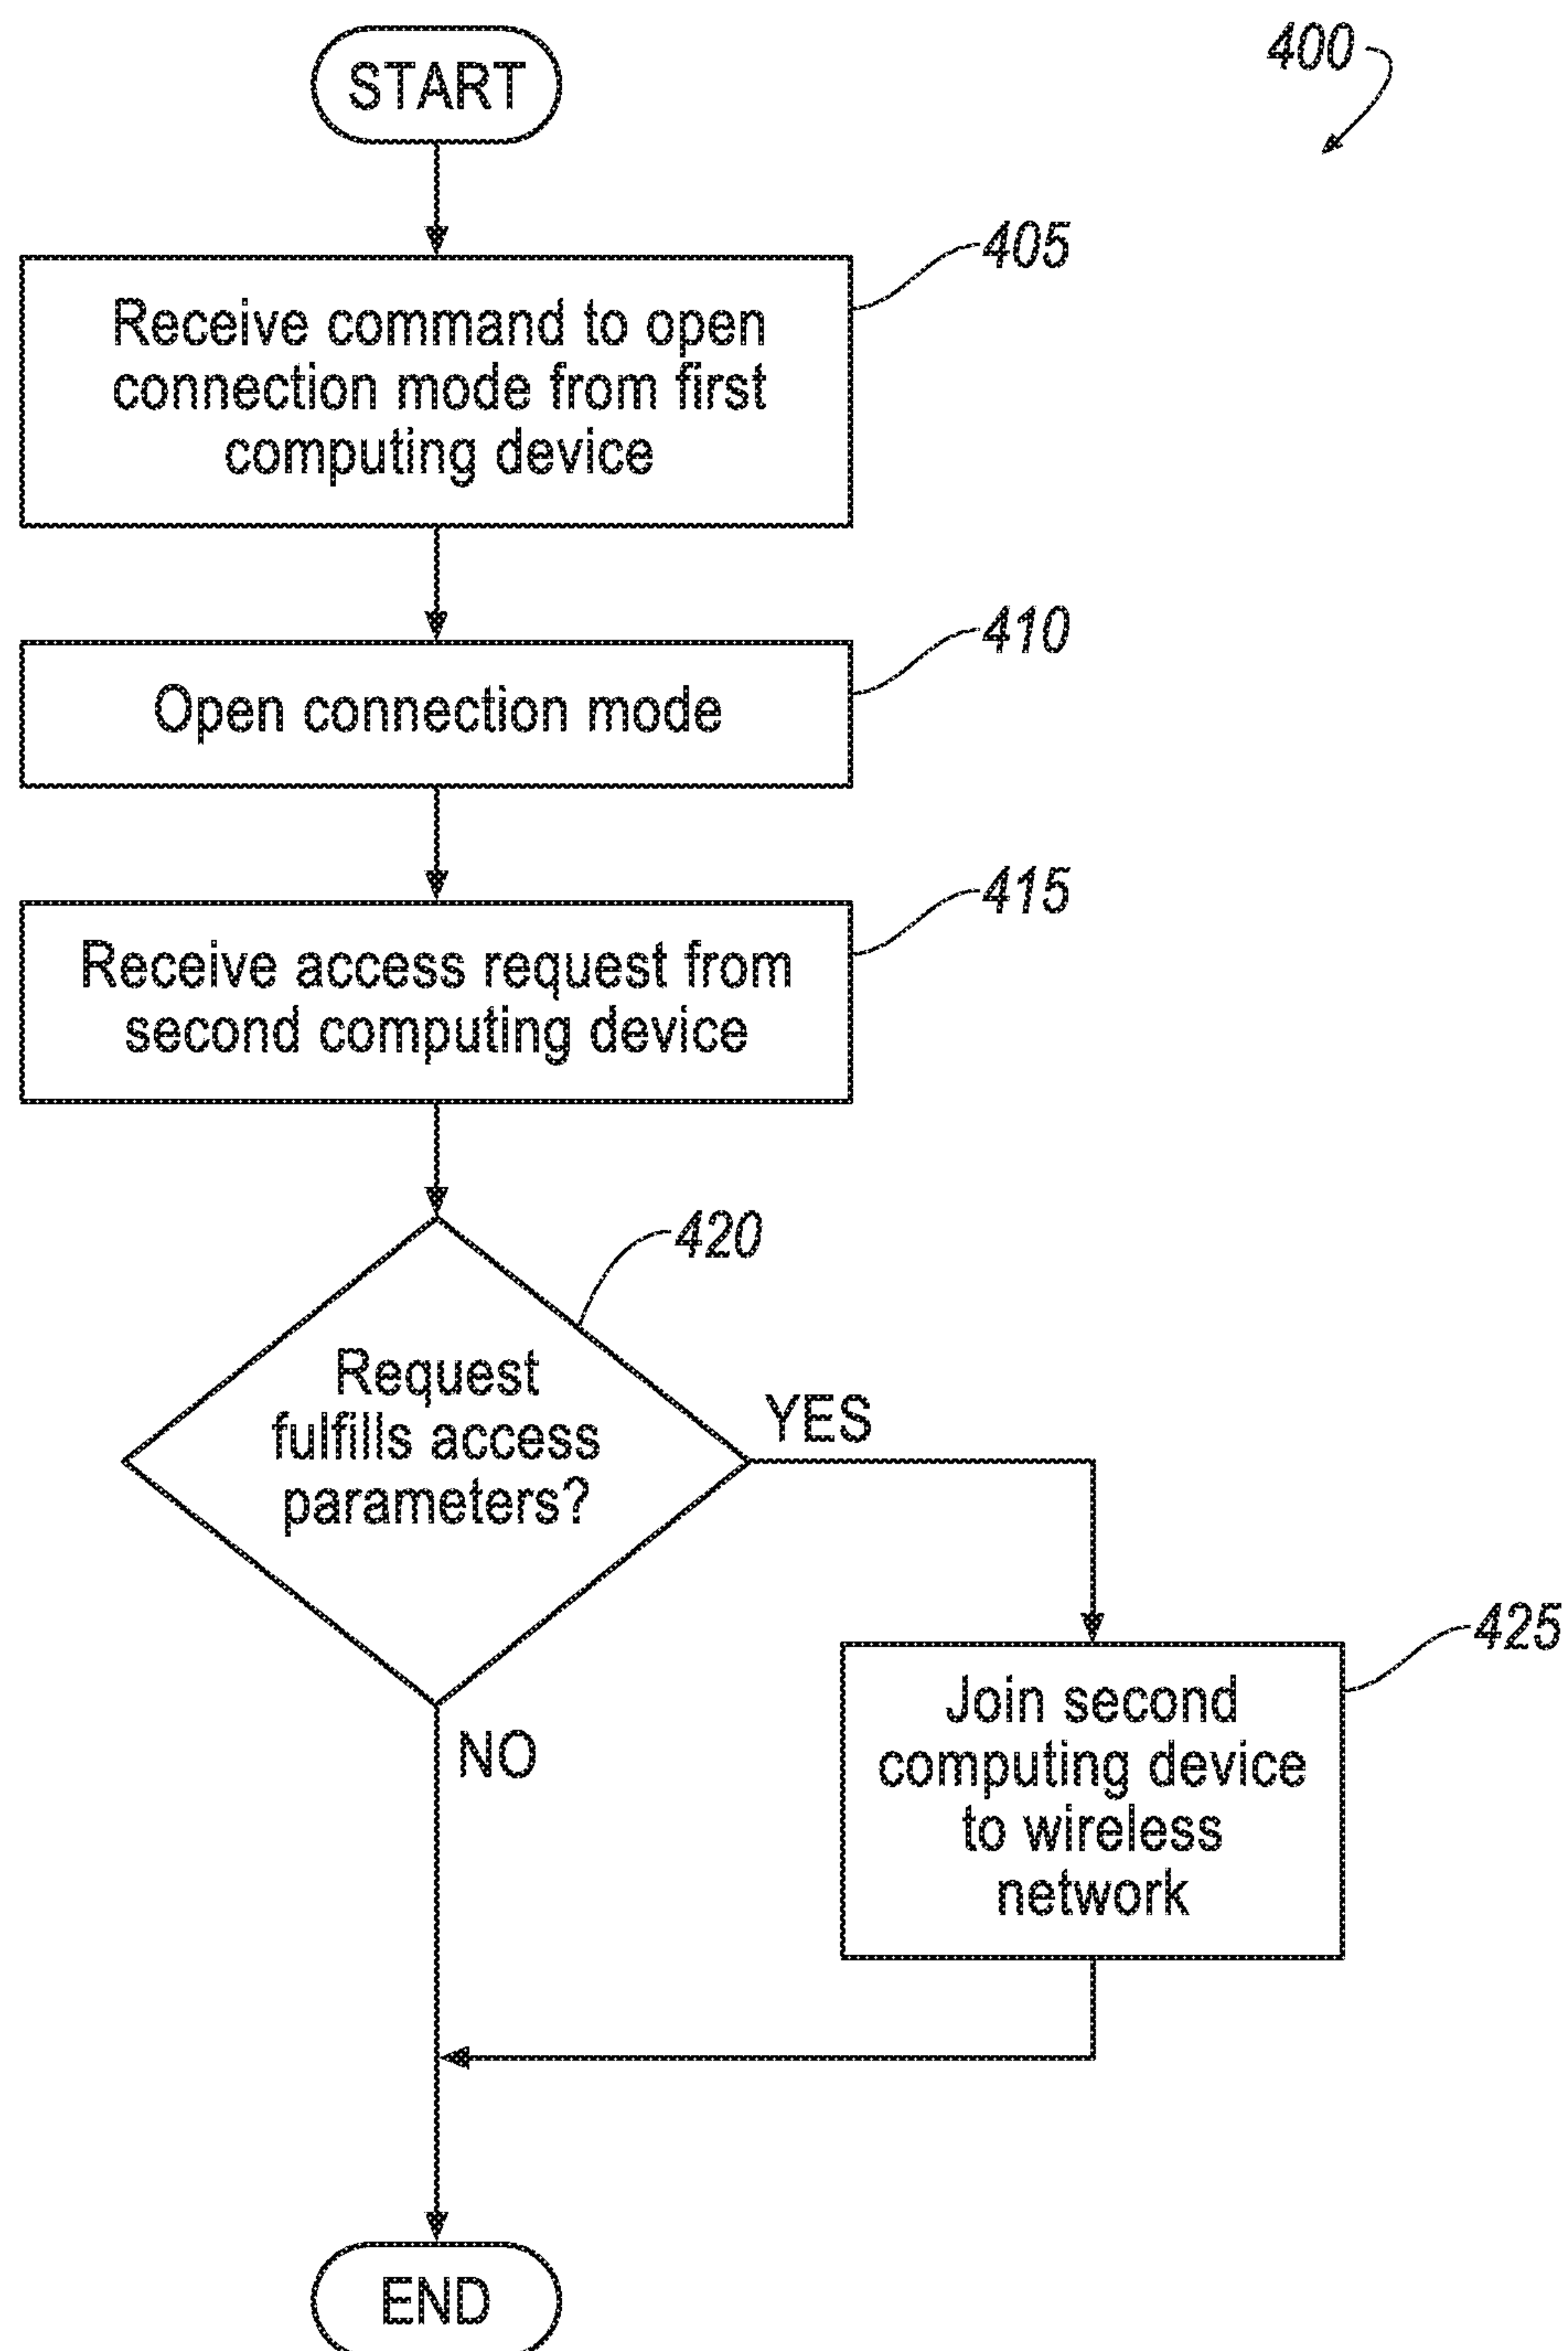 START
400
405
Receive command to open
connection mode from first
computing device
410
Open connection mode
415
Receive access request from
second computing device
420
Request
fulfills access
parameters?
YES
NO
425
Join second
computing device
to wireless
network
END